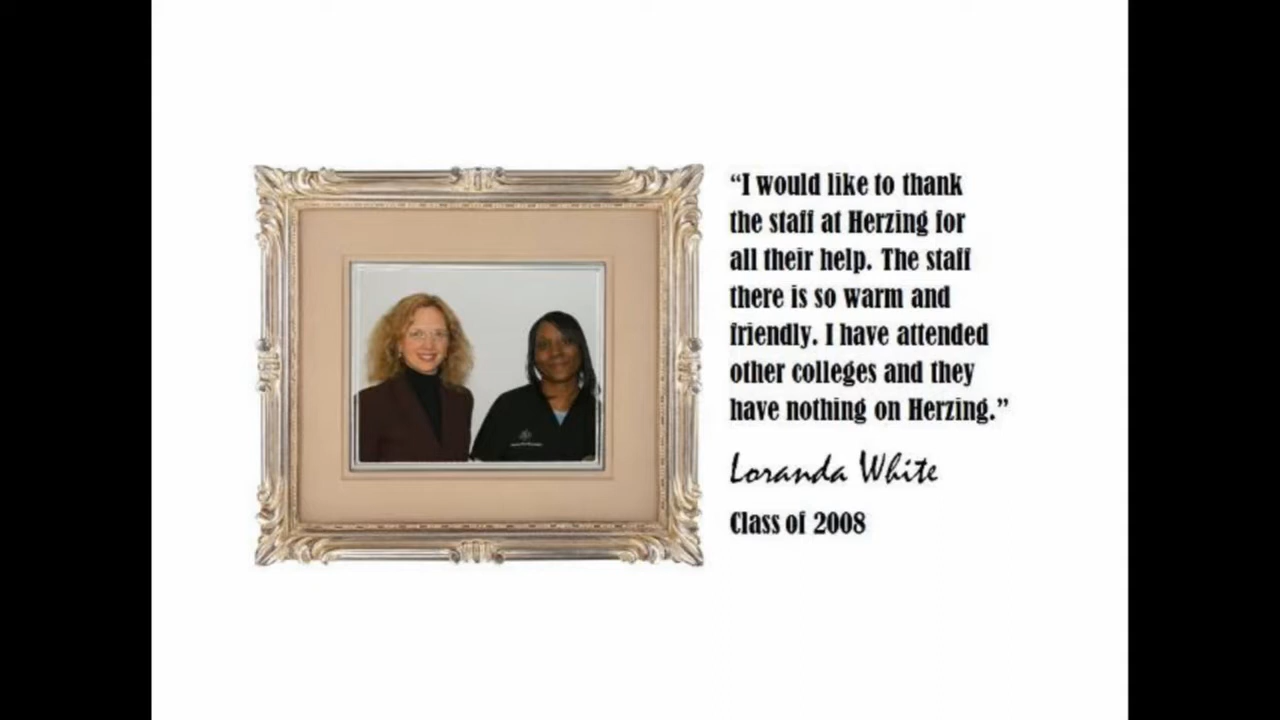 “I would like to thank
the staff at Herzing for
all their help. The staff
there is so warm and
friendly. I have attended
other colleges and they
have nothing on Herzing.”
Loranda White
Class of 2008